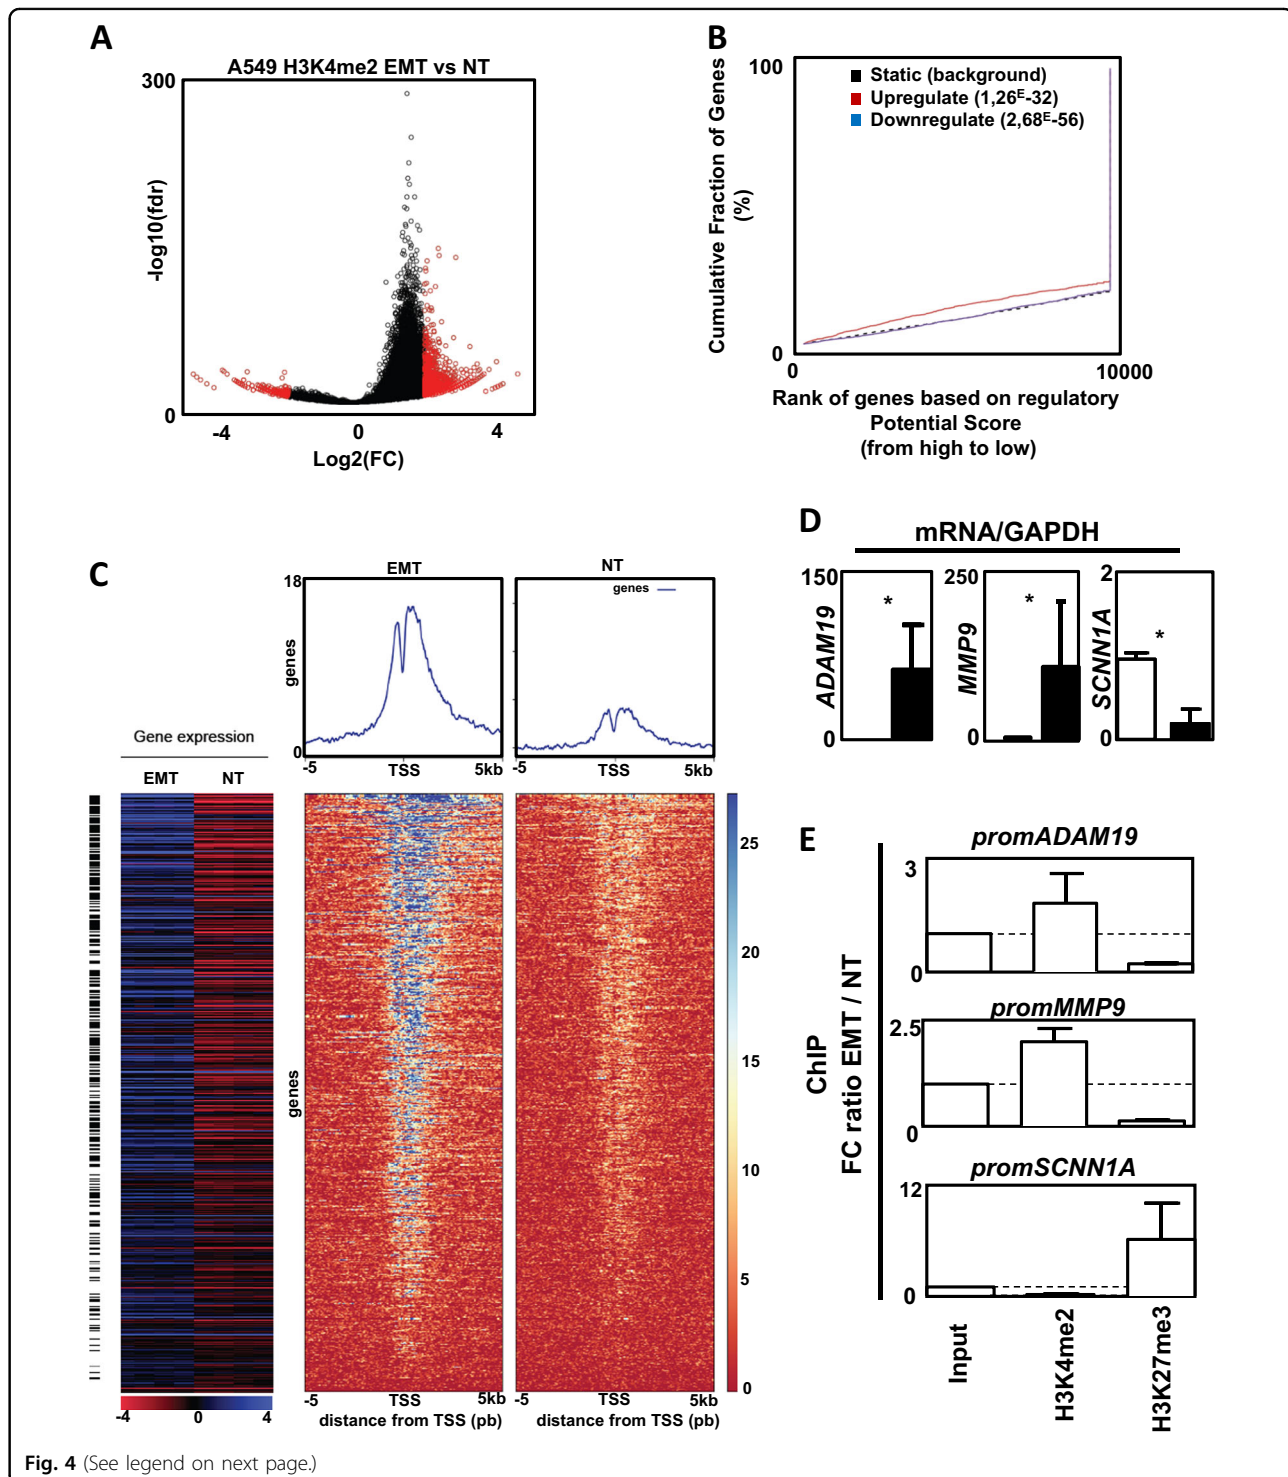 A
A549 H3K4me2 EMT vs NT
300
-log10(fdr)
0
-4
0
4
Log2(FC)
B
100
Cumulative Fraction of Genes
(%)
Static (background)
Upregulate (1,26E-32)
Downregulate (2,68E-56)
0
0
10000
Rank of genes based on regulatory
Potential Score
(from high to low)
C
Gene expression
EMT
NT
-4
0
4
EMT
NT
18
genes
0
genes
-5
TSS
5kb
-5
TSS
5kb
genes
25
20
15
10
5
0
-5
TSS
5kb
-5
TSS
5kb
distance from TSS (pb)
distance from TSS (pb)
D
mRNA/GAPDH
150
ADAM19
*
0
250
MMP9
*
0
2
SCNN1A
*
0
E
ChIP
FC ratio EMT / NT
promADAM19
3
0
promMMP9
2.5
0
promSCNN1A
12
0
Input
H3K4me2
H3K27me3
Fig. 4 (See legend on next page.)